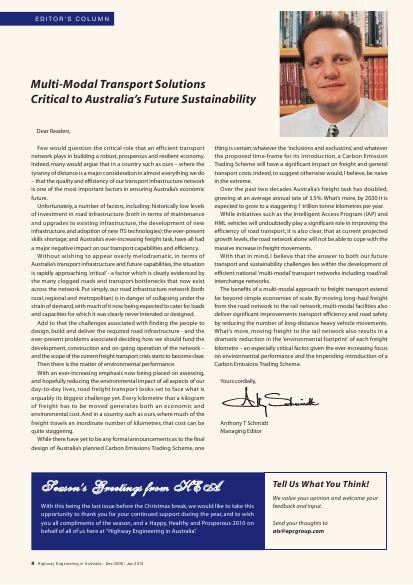 EDITOR'S COLUMN
Multi-Modal Transport Solutions
Critical to Australia's Future Sustainability
Dear Readers,
Few would question the critical role that an efficient transport
network plays in building a robust, prosperous and resilient economy.
Indeed, many would argue that in a country such as ours – where the
tyranny of distance is a major consideration in almost everything we do
– that the quality and efficiency of our transport infrastructure network
is one of the most important factors in ensuring Australia's economic
future.
Unfortunately, a number of factors, including: historically low levels
of investment in road infrastructure (both in terms of maintenance
and upgrades to existing infrastructure, the development of new
infrastructure, and adoption of new ITS technologies); the ever-present
skills shortage; and Australia's ever-increasing freight task, have all had
a major negative impact on our transport capabilities and efficiency.
Without wishing to appear overly melodramatic, in terms of
Australia's transport infrastructure and future capabilities, the situation
is rapidly approaching 'critical' - a factor which is clearly evidenced by
the many clogged roads and transport bottlenecks that now exist
across the network. Put simply, our road infrastructure network (both
rural, regional and metropolitan) is in danger of collapsing under the
strain of demand, with much of it now being expected to cater for loads
and capacities for which it was clearly never intended or designed.
Add to that the challenges associated with finding the people to
design, build and deliver the required road infrastructure - and the
ever-present problems associated deciding how we should fund the
development, construction and on-going operation of the network –
and the scope of the current freight transport crisis starts to become clear.
Then there is the matter of environmental performance.
With an ever-increasing emphasis now being placed on assessing,
and hopefully reducing the environmental impact of all aspects of our
day-to-day lives, road freight transport looks set to face what is
arguably its biggest challenge yet. Every kilometre that a kilogram
of freight has to be moved generates both an economic and
environmental cost. And in a country such as ours, where much of the
freight travels an inordinate number of kilometres, that cost can be
quite staggering.
While there have yet to be any formal announcements as to the final
design of Australia's planned Carbon Emissions Trading Scheme, one
thing is certain; whatever the 'inclusions and exclusions', and whatever
the proposed time-frame for its introduction, a Carbon Emission
Trading Scheme will have a significant impact on freight and general
transport costs. Indeed, to suggest otherwise would, I believe, be naive
in the extreme.
Over the past two decades Australia's freight task has doubled,
growing at an average annual rate of 3.5%. What's more, by 2030 it is
expected to grow to a staggering 1 trillion tonne kilometres per year.
While initiatives such as the Intelligent Access Program (IAP) and
HML vehicles will undoubtedly play a significant role in improving the
efficiency of road transport, it is also clear, that at current projected
growth levels, the road network alone will not be able to cope with the
massive increase in freight movements.
With that in mind, I believe that the answer to both our future
transport and sustainability challenges lies within the development of
efficient national 'multi-modal' transport networks including road/rail
interchange networks.
The benefits of a multi-modal approach to freight transport extend
far beyond simple economies of scale. By moving long-haul freight
from the road network to the rail network, multi-modal facilities also
deliver significant improvements transport efficiency and road safety
by reducing the number of long-distance heavy vehicle movements.
What's more, moving freight to the rail network also results in a
dramatic reduction in the 'environmental footprint' of each freight
kilometre – an especially critical factor, given the ever-increasing focus
on environmental performance and the impending introduction of a
Carbon Emissions Trading Scheme.
Yours cordially,
Anthony T Schmidt
Managing Editor
Season's Greetings from HEA
With this being the last issue before the Christmas break, we would like to take this
opportunity to thank you for your continued support during the year, and to wish
you all compliments of the season, and a Happy, Healthy and Prosperous 2010 on
behalf of all of us here at "Highway Engineering in Australia".
Tell Us What You Think!
We value your opinion and welcome your
feedback and input.
Send your thoughts to
ats@epcgroup.com
4 Highway Engineering in Australia - Dec 2009 / Jan 2010